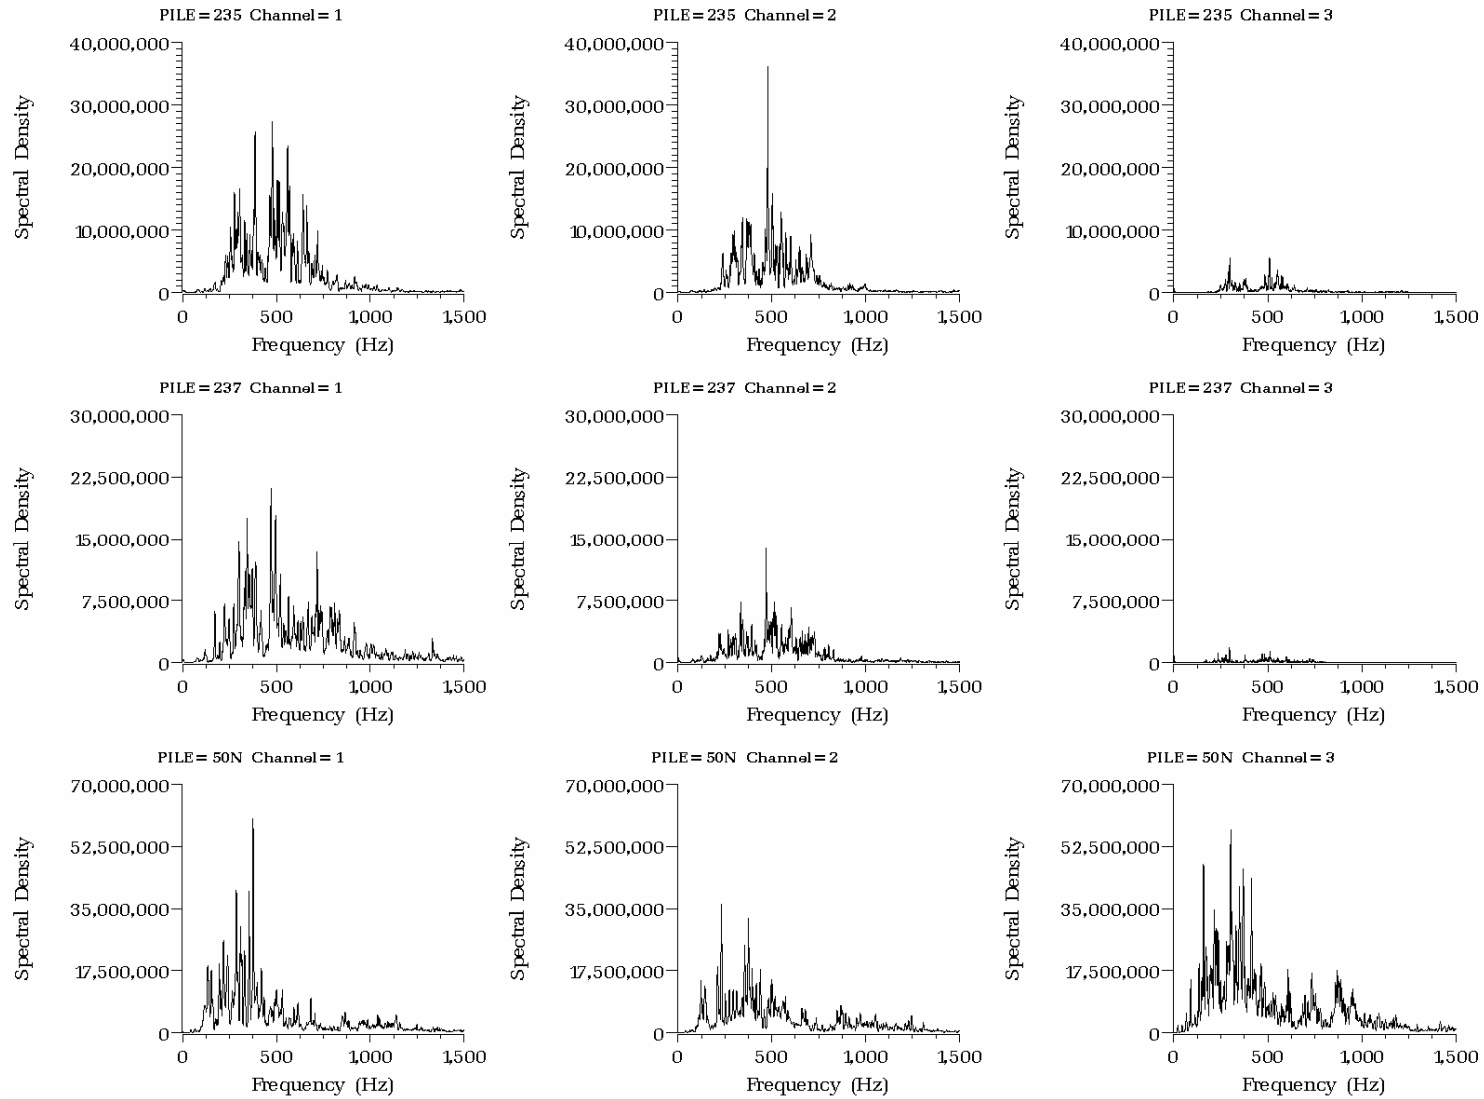 PILE=235 Channel=1
PILE=235 Channel=2
PILE=235 Channel=3
40,000,000
40,000,000
40,000,000
30,000,000
30,000,000
30,000,000
20,000,000
20,000,000
20,000,000
10,000,000
10,000,000
10,000,000
0
0
0
Spectral Density
Spectral Density
Spectral Density
0 500 1,000 1,500
0 500 1,000 1,500
0 500 1,000 1,500
Frequency (Hz)
Frequency (Hz)
Frequency (Hz)
PILE=237 Channel=1
PILE=237 Channel=2
PILE=237 Channel=3
30,000,000
30,000,000
30,000,000
22,500,000
22,500,000
22,500,000
15,000,000
15,000,000
15,000,000
7,500,000
7,500,000
7,500,000
0
0
0
Spectral Density
Spectral Density
Spectral Density
0 500 1,000 1,500
0 500 1,000 1,500
0 500 1,000 1,500
Frequency (Hz)
Frequency (Hz)
Frequency (Hz)
PILE=50N Channel=1
PILE=50N Channel=2
PILE=50N Channel=3
70,000,000
70,000,000
70,000,000
52,500,000
52,500,000
52,500,000
35,000,000
35,000,000
35,000,000
17,500,000
17,500,000
17,500,000
0
0
0
Spectral Density
Spectral Density
Spectral Density
0 500 1,000 1,500
0 500 1,000 1,500
0 500 1,000 1,500
Frequency (Hz)
Frequency (Hz)
Frequency (Hz)